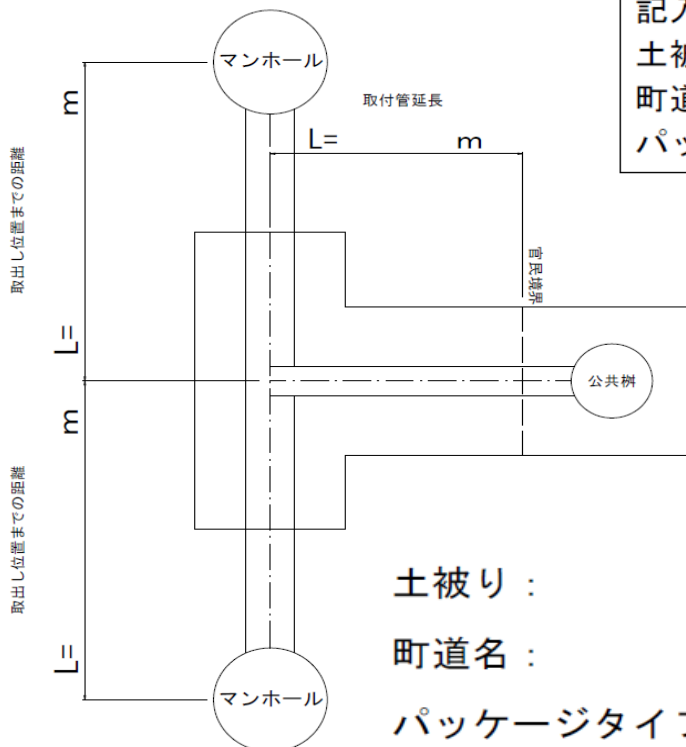 マンホール
取付管延長
L= m
取出し位置までの距離
L= m
官民境界
公共桝
取出し位置までの距離
L= m
マンホール
土被り：
町道名：
パッケージタイプ
記入
土被
町道
パッ